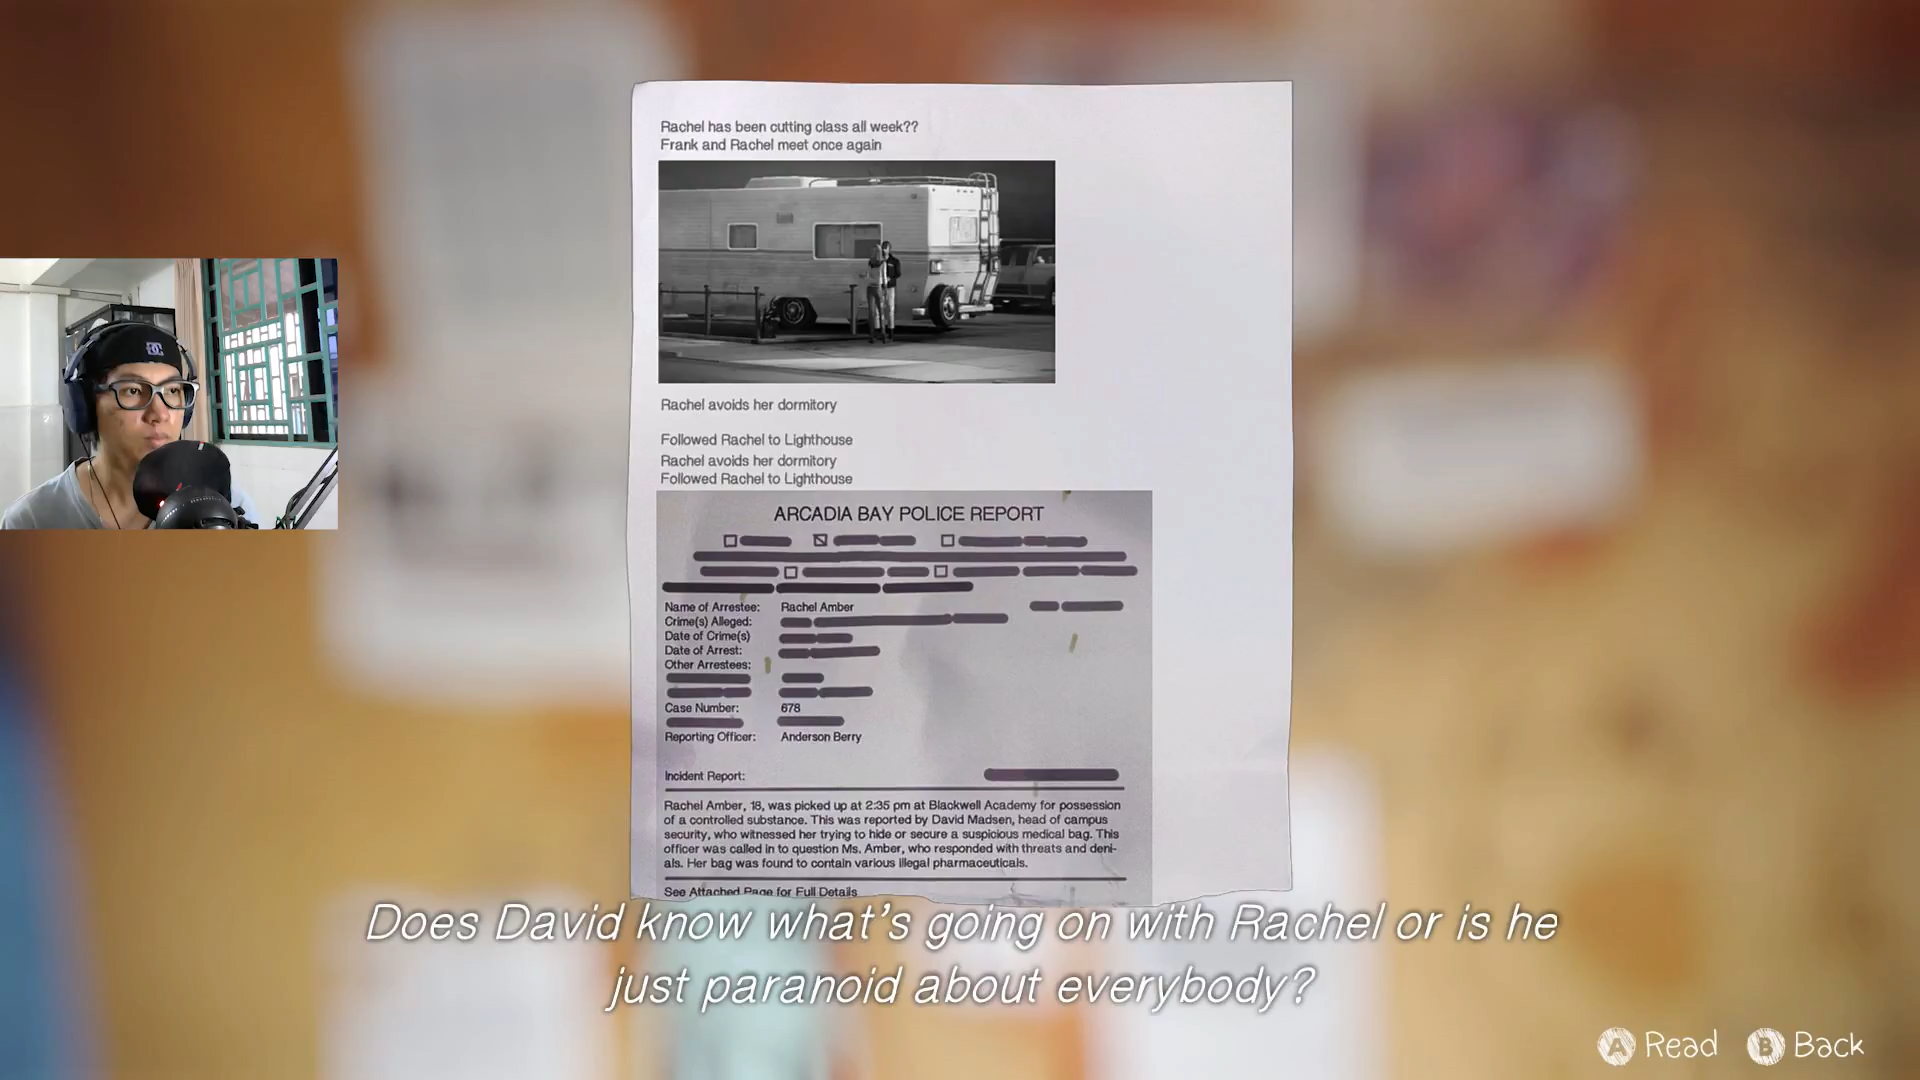 Rachel has been cutting class all week??
Frank and Rachel meet once again
Rachel avoids her dormitory
Followed Rachel to Lighthouse
Rachel avoids her dormitory
Followed Rachel to Lighthouse
ARCADIA BAY POLICE REPORT
Name of Arrestee: Rachel Amber
Crime(s) Alleged:
Date of Crime(s)
Date of Arrest:
Other Arrestees:
Case Number: 678
Reporting Officer: Anderson Berry
Incident Report:
Rachel Amber, 18, was picked up at 2:35 pm at Blackwell Academy for possession
of a controlled substance. This was reported by David Madsen, head of campus
security, who witnessed her trying to hide or secure a suspicious medical bag. This
officer was called in to question Ms. Amber, who responded with threats and deni-
als. Her bag was found to contain various illegal pharmaceuticals.
See Attached Page for Full Details
Does David know what's going on with Rachel or is he
just paranoid about everybody?
A Read B Back